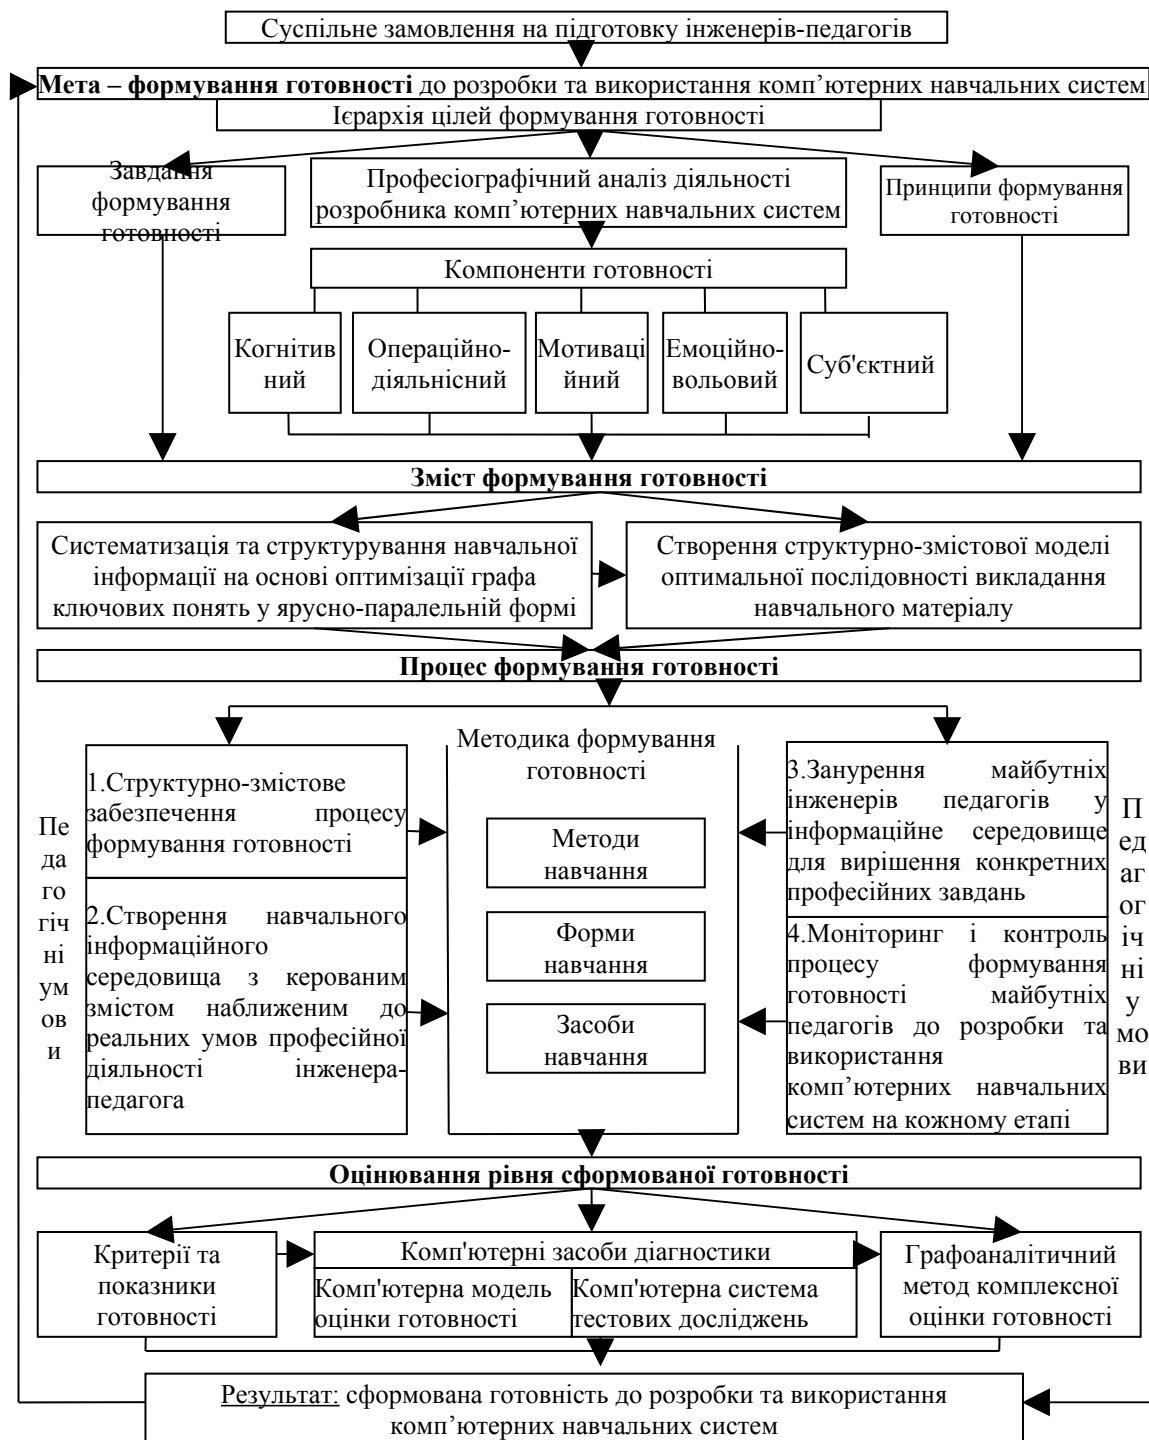 Суспільне замовлення на підготовку інженерів-педагогів
Мета – формування готовності до розробки та використання комп’ютерних навчальних систем
Ієрархія цілей формування готовності
Завдання
формування
готовності
Професіографічний аналіз діяльності
розробника комп’ютерних навчальних систем
Принципи формування
готовності
Компоненти готовності
Когнітив
ний
Операційно-
діяльнісний
Мотиваці
йний
Емоційно-
вольовий
Суб'єктний
Зміст формування готовності
Систематизація та структурування навчальної
інформації на основі оптимізації графа
ключових понять у ярусно-паралельній формі
Створення структурно-змістової моделі
оптимальної послідовності викладання
навчального матеріалу
Процес формування готовності
Пе
да
го
гіч
ні
ум
ов
и
1.Структурно-змістове
забезпечення процесу
формування готовності
2.Створення навчального
інформаційного
середовища з керованим
змістом наближеним до
реальних умов професійної
діяльності інженера-
педагога
Методика формування
готовності
Методи
навчання
Форми
навчання
Засоби
навчання
3.Занурення майбутніх
інженерів педагогів у
інформаційне середовище
для вирішення конкретних
професійних завдань
4.Моніторинг і контроль
процесу формування
готовності майбутніх
педагогів до розробки та
використання
комп’ютерних навчальних
систем на кожному етапі
П
ед
аг
ог
іч
ні
у
мо
ви
Оцінювання рівня сформованої готовності
Критерії та
показники
готовності
Комп'ютерні засоби діагностики
Комп'ютерна модель
оцінки готовності
Комп'ютерна система
тестових досліджень
Графоаналітичний
метод комплексної
оцінки готовності
Результат: сформована готовність до розробки та використання
комп’ютерних навчальних систем